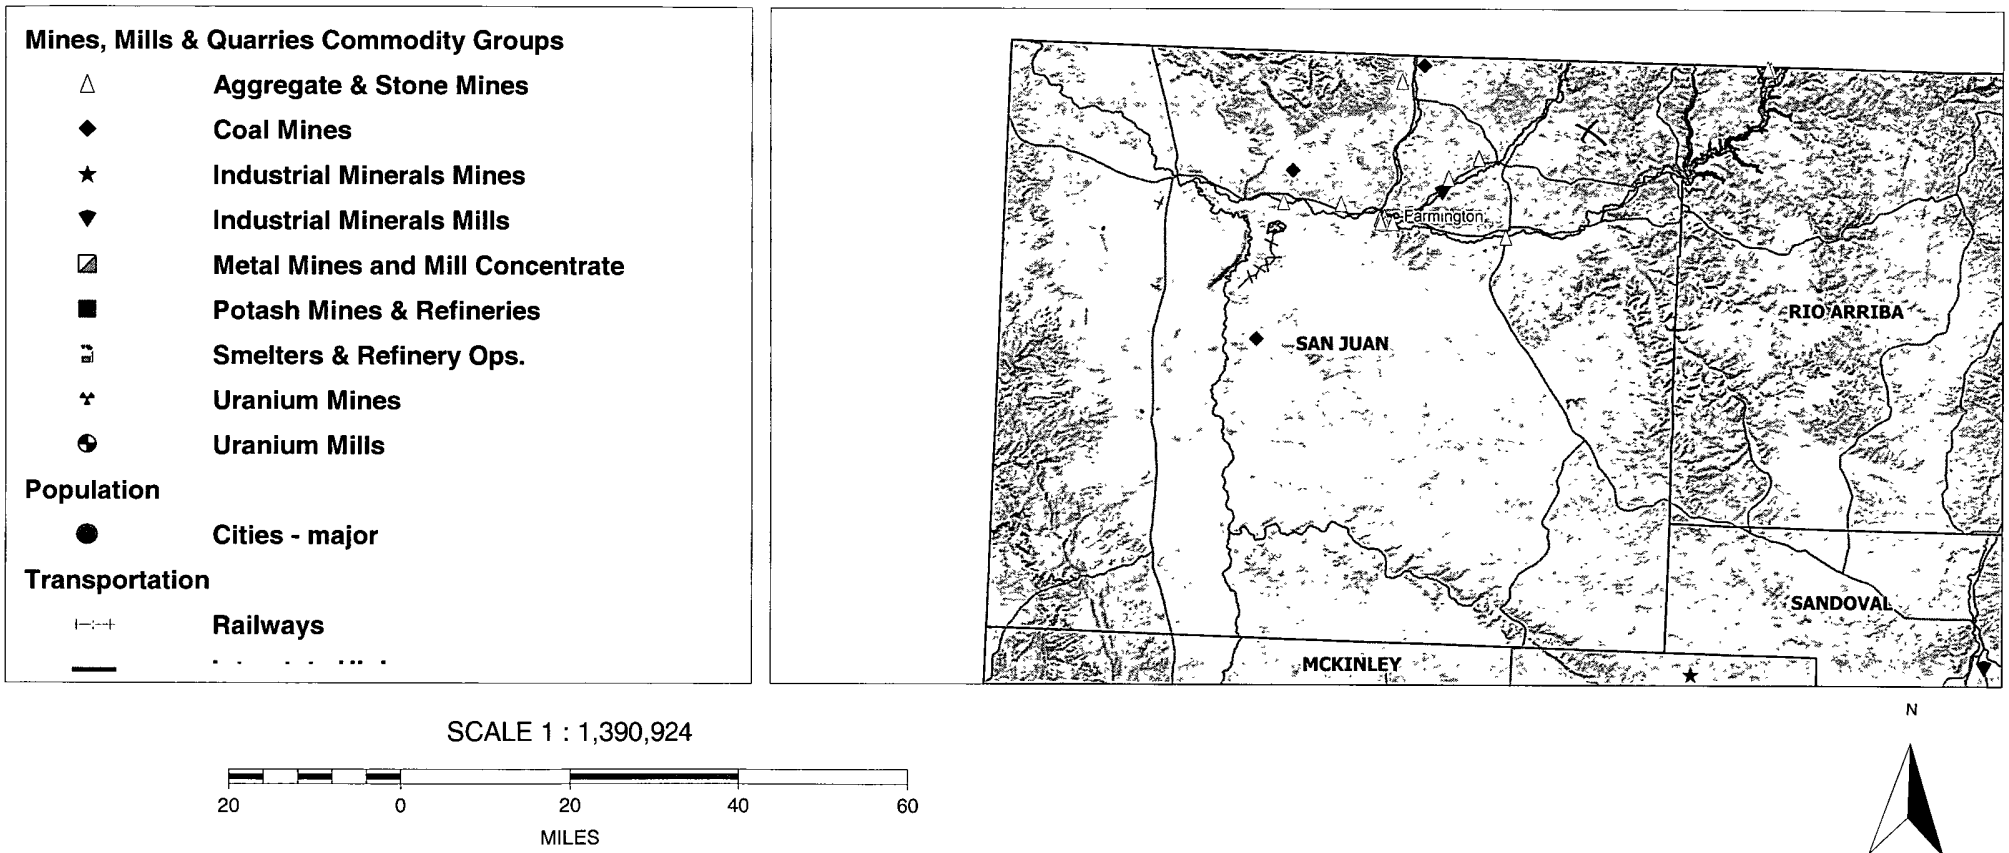 Mines, Mills & Quarries Commodity Groups
Aggregate & Stone Mines
Coal Mines
Industrial Minerals Mines
Industrial Minerals Mills
Metal Mines and Mill Concentrate
Potash Mines & Refineries
Smelters & Refinery Ops.
Uranium Mines
Uranium Mills
Population
Cities - major
Transportation
Railways
Farmington
RIO ARRIBA
SAN JUAN
SANDOVAL
MCKINLEY
SCALE 1 : 1,390,924
20 0 20 40 60
MILES
N